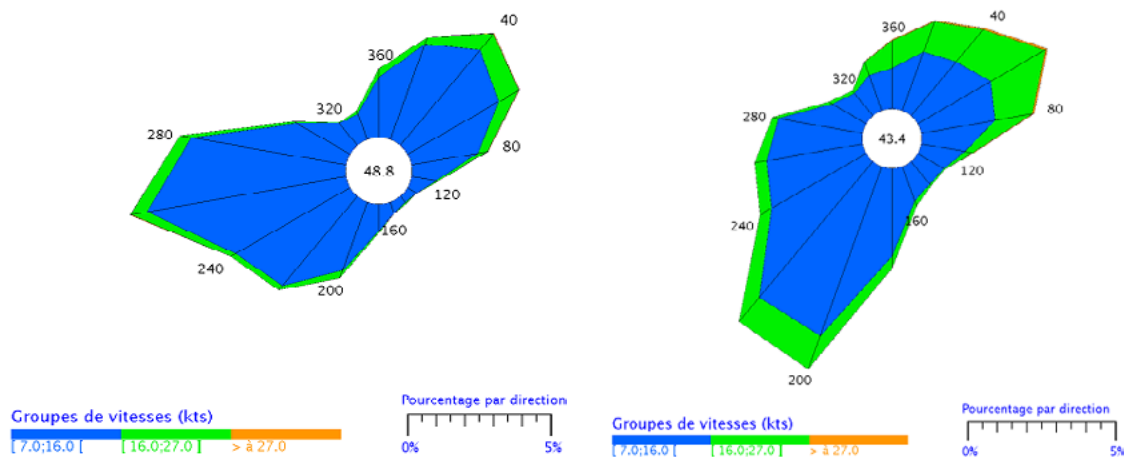 40
360
320
280
80
48.8
120
160
240
200
Groupes de vitesses (kts)
[ 7.0;16.0 [
[ 16.0;27.0 ]
> à 27.0
Pourcentage par direction
0%
5%
40
360
320
280
80
43.4
120
160
240
200
Groupes de vitesses (kts)
[ 7.0;16.0 [
[ 16.0;27.0 ]
> à 27.0
Pourcentage par direction
0%
5%